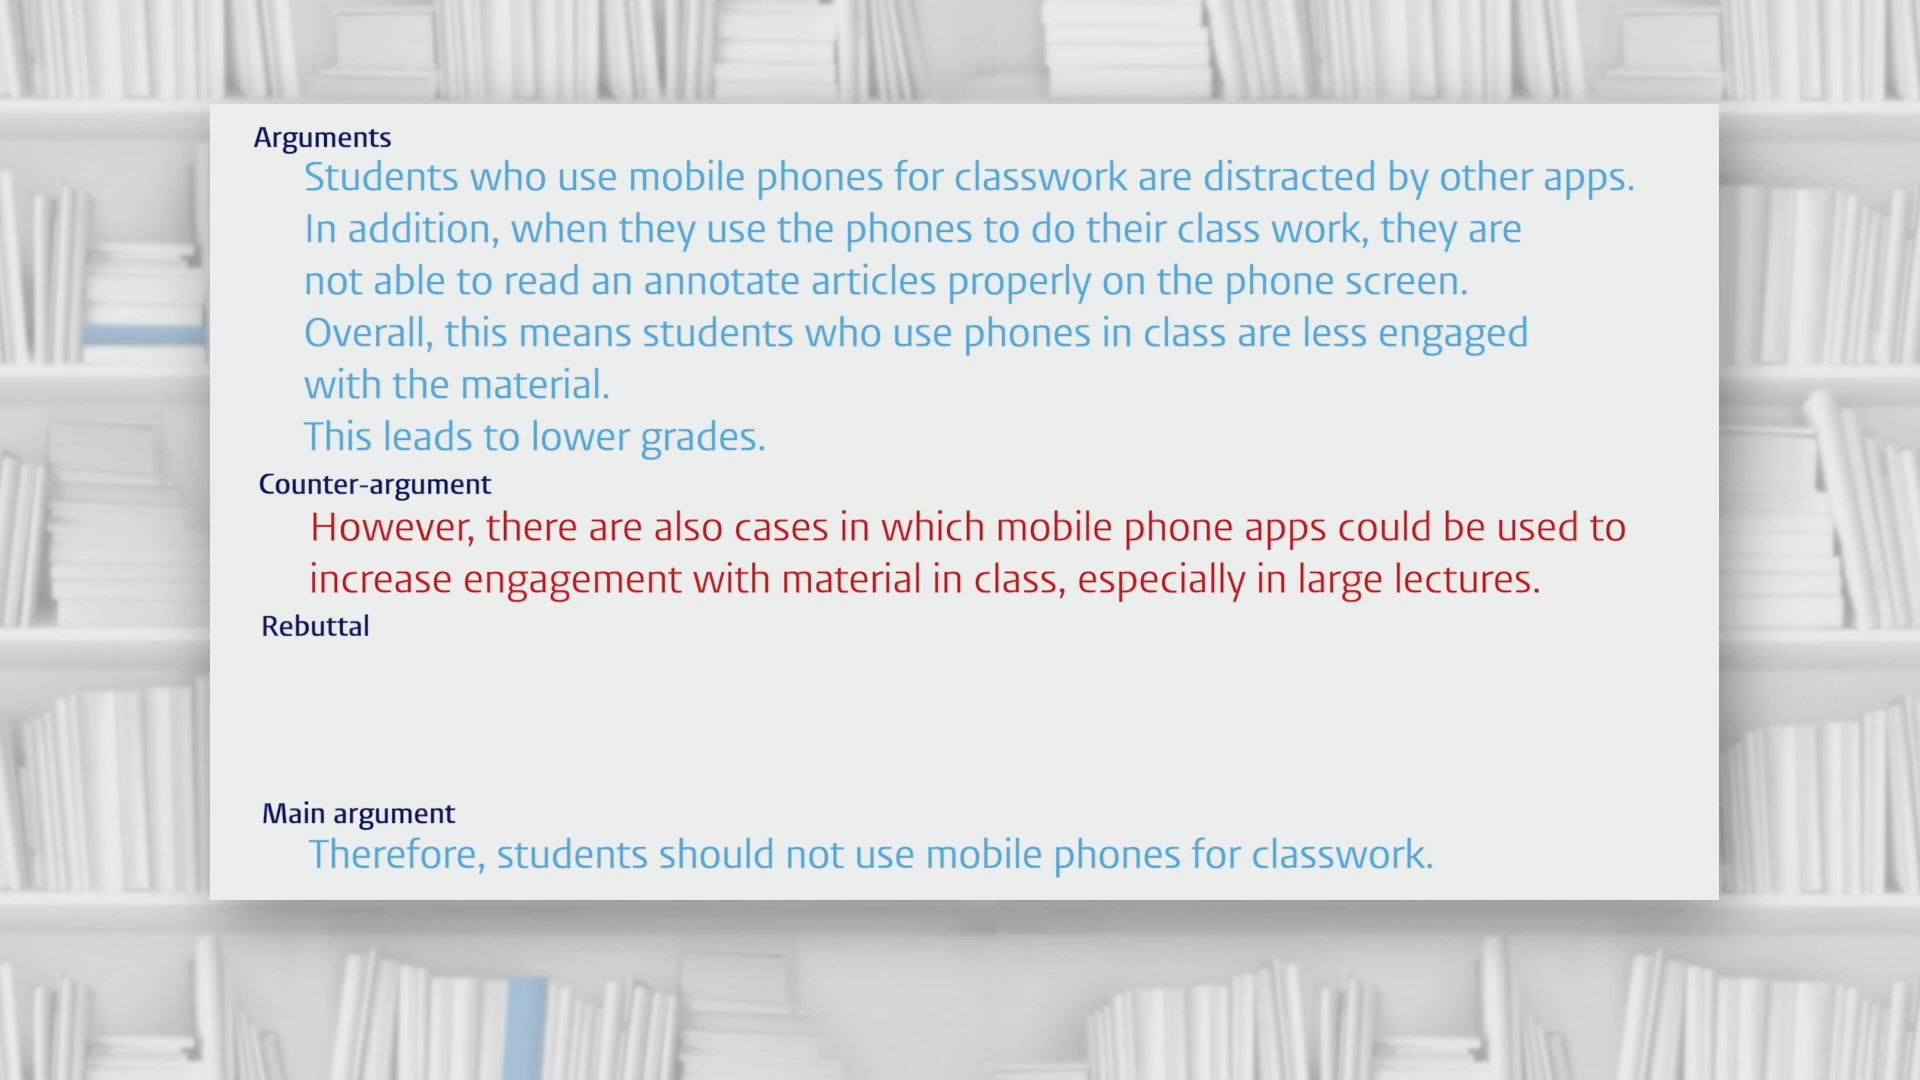 Arguments
Students who use mobile phones for classwork are distracted by other apps.
In addition, when they use the phones to do their class work, they are
not able to read an annotate articles properly on the phone screen.
Overall, this means students who use phones in class are less engaged
with the material.
This leads to lower grades.
Counter-argument
However, there are also cases in which mobile phone apps could be used to
increase engagement with material in class, especially in large lectures.
Rebuttal
Main argument
Therefore, students should not use mobile phones for classwork.